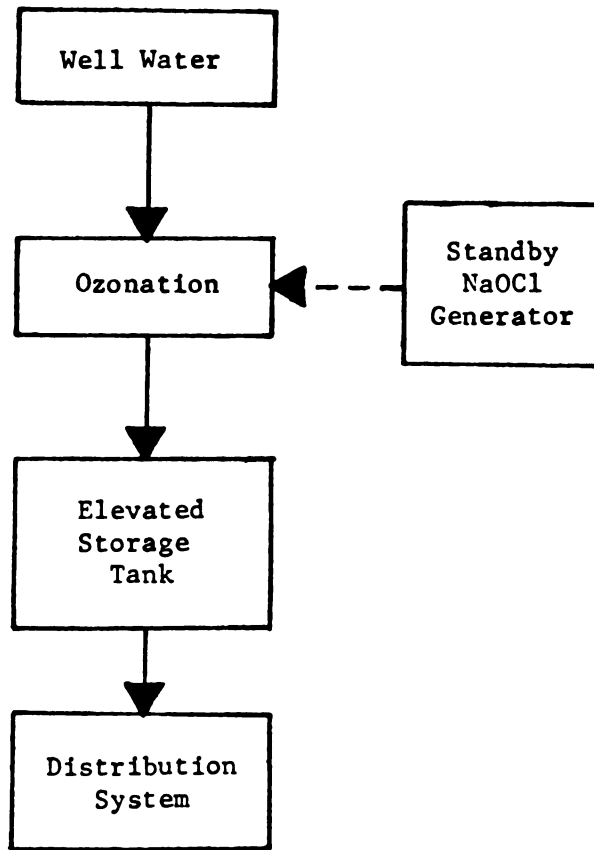 Well Water
Ozonation
Standby
NaOCl
Generator
Elevated
Storage
Tank
Distribution
System